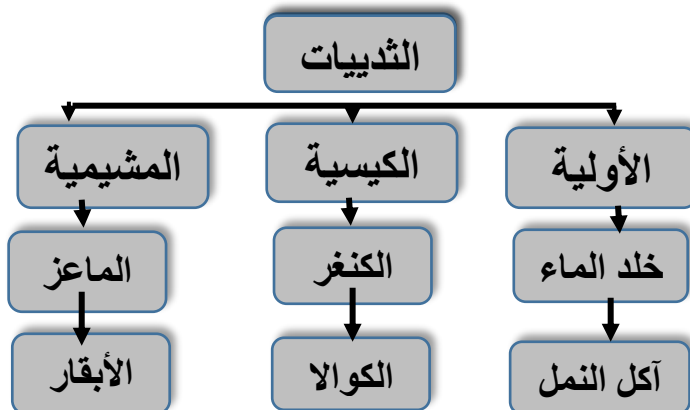 الثدييات
الأولية
الكيسية
المشيمية
خلد الماء
الكنغر
الماعز
آكل النمل
الكوالا
الأبقار